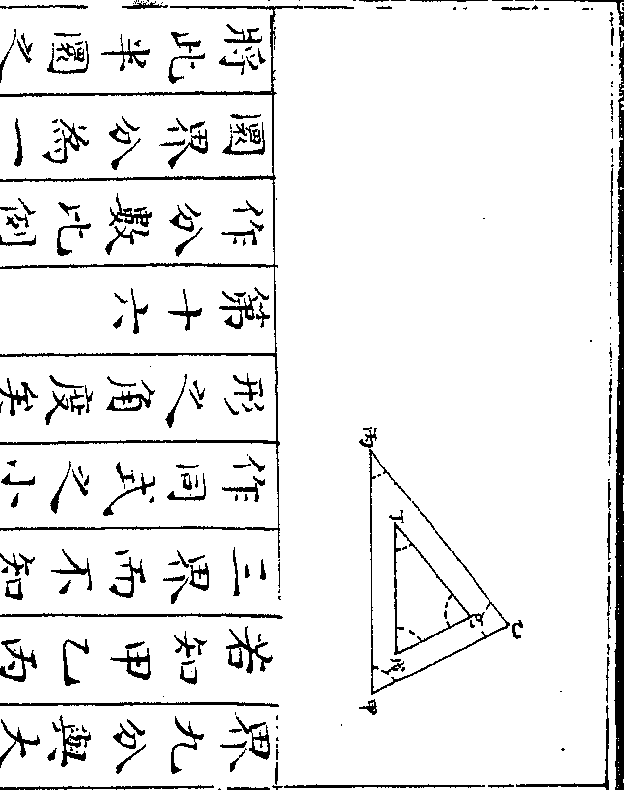 丙
丁
己
乙
戊
甲
界九分與大
若知甲乙丙
三界而不知
作同式之小
形之角度矣
第十六
作分數比例
圜界分為一
將此半圜之